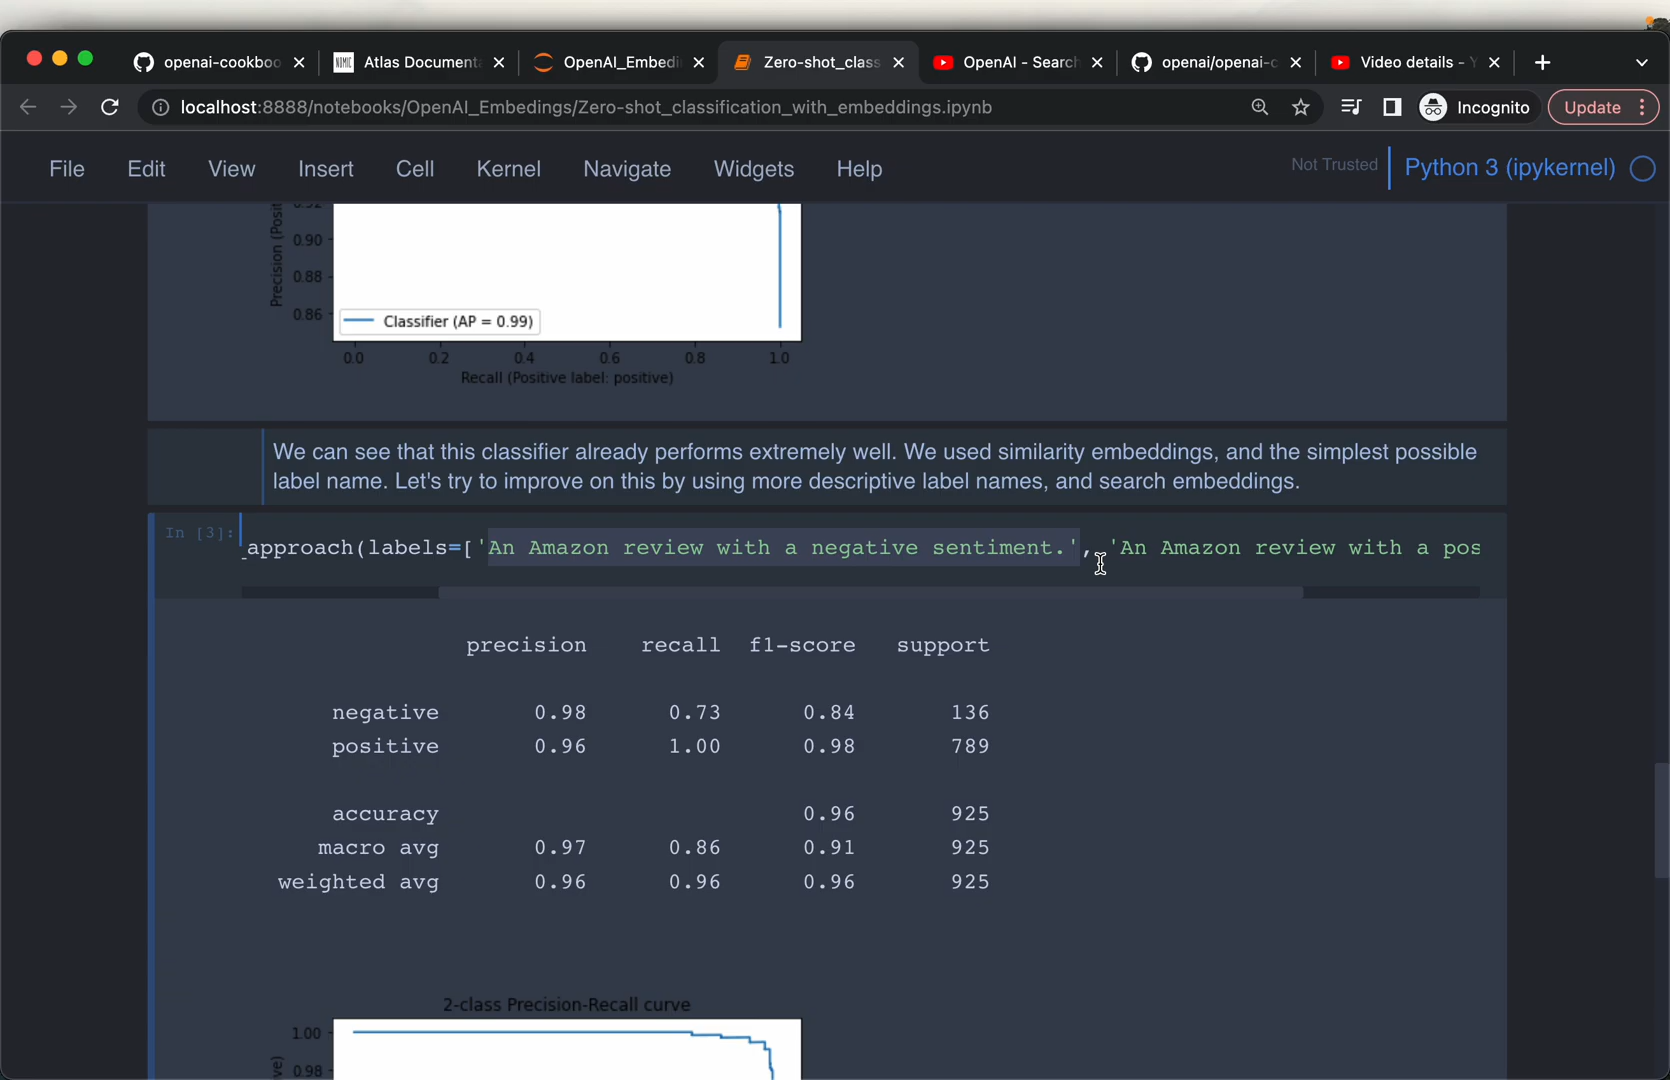 openai-cookboo
Atlas Document
OpenAI_Embedi
Zero-shot_class
OpenAI - Search
openai/openai-c
Video details - Y
localhost:8888/notebooks/OpenAI_Embedings/Zero-shot_classification_with_embeddings.ipynb
Incognito
Update
File Edit View Insert Cell Kernel Navigate Widgets Help
Not Trusted
Python 3 (ipykernel)
Precision (Posit
0.92
0.90
0.88
0.86
Classifier (AP = 0.99)
0.0 0.2 0.4 0.6 0.8 1.0
Recall (Positive label: positive)
We can see that this classifier already performs extremely well. We used similarity embeddings, and the simplest possible
label name. Let's try to improve on this by using more descriptive label names, and search embeddings.
In [3]:
_approach(labels=['An Amazon review with a negative sentiment.', 'An Amazon review with a pos
precision recall f1-score support
negative 0.98 0.73 0.84 136
positive 0.96 1.00 0.98 789
accuracy 0.96 925
macro avg 0.97 0.86 0.91 925
weighted avg 0.96 0.96 0.96 925
2-class Precision-Recall curve
1.00
0.98
ve)